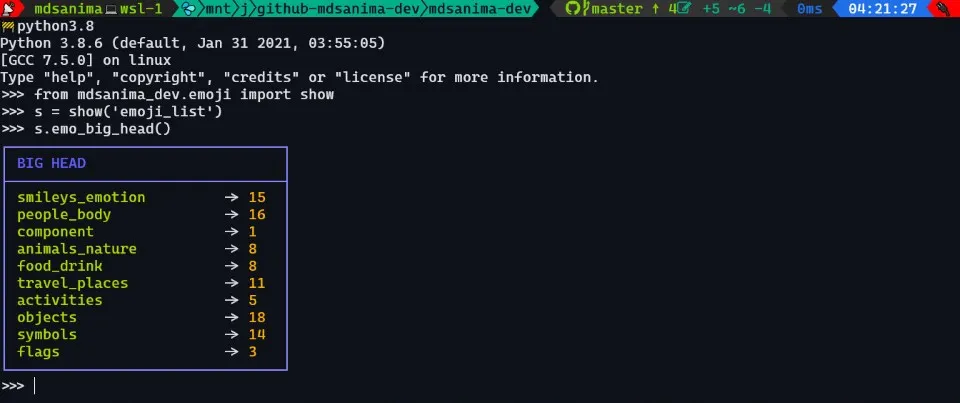 mdsanima💻wsl-1 mnt j github-mdsanima-dev mdsanima-dev master ↑ 4 +5 ~6 -4 0ms 04:21:27
🚧python3.8
Python 3.8.6 (default, Jan 31 2021, 03:55:05)
[GCC 7.5.0] on linux
Type "help", "copyright", "credits" or "license" for more information.
>>> from mdsanima_dev.emoji import show
>>> s = show('emoji_list')
>>> s.emo_big_head()
BIG HEAD
smileys_emotion → 15
people_body → 16
component → 1
animals_nature → 8
food_drink → 8
travel_places → 11
activities → 5
objects → 18
symbols → 14
flags → 3
>>>